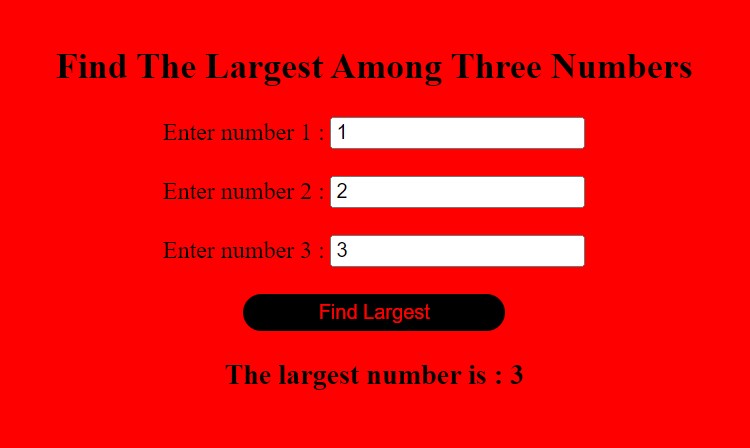 Find The Largest Among Three Numbers
Enter number 1 : 1
Enter number 2 : 2
Enter number 3 : 3
Find Largest
The largest number is : 3